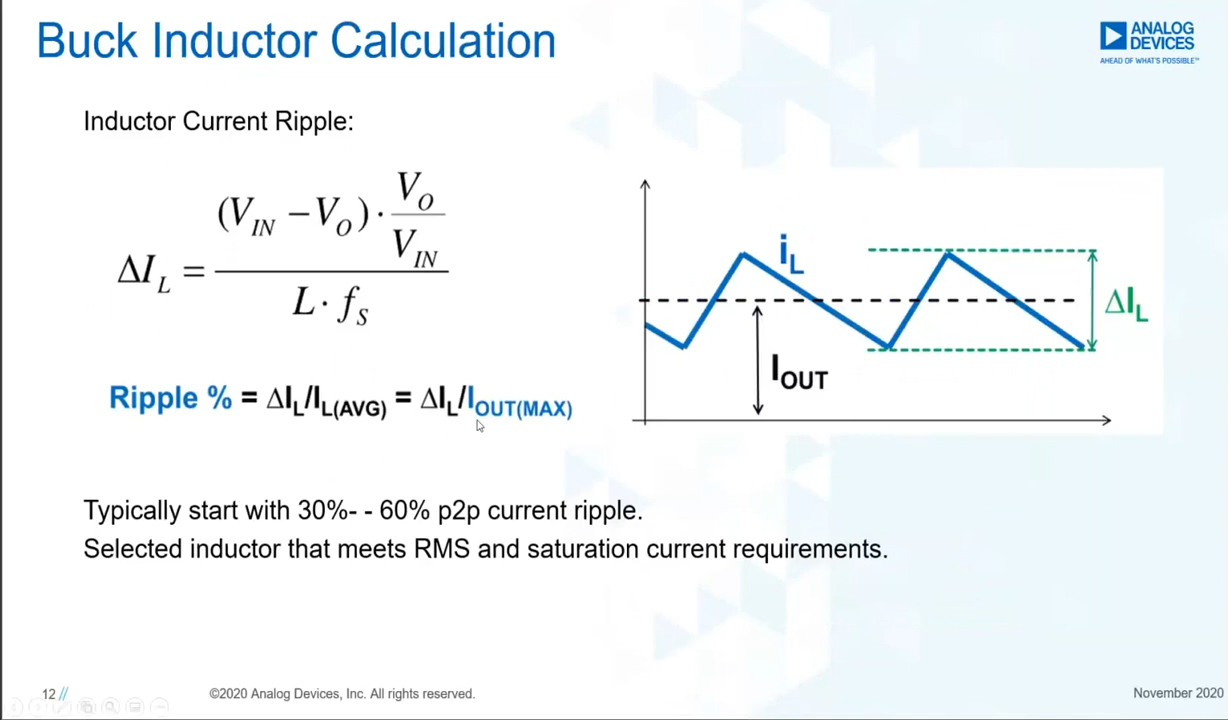 Buck Inductor Calculation
ANALOG
DEVICES
AHEAD OF WHAT'S POSSIBLE™
Inductor Current Ripple:
ΔI_L = ((V_IN − V_O) · V_O / V_IN) / (L · f_S)
i_L
ΔI_L
I_OUT
Ripple % = ΔI_L/I_L(AVG) = ΔI_L/I_OUT(MAX)
Typically start with 30%- - 60% p2p current ripple.
Selected inductor that meets RMS and saturation current requirements.
12 //
©2020 Analog Devices, Inc. All rights reserved.
November 2020